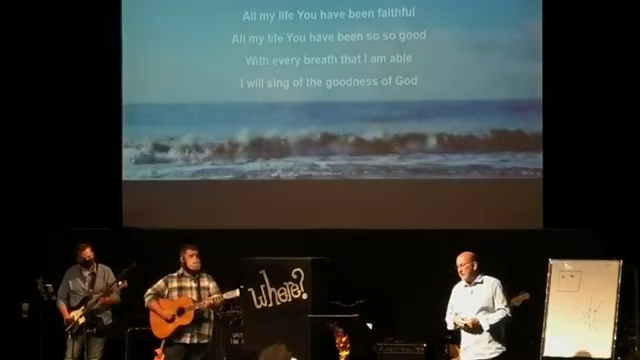 All my life You have been faithful
All my life You have been so so good
With every breath that I am able
I will sing of the goodness of God
where?